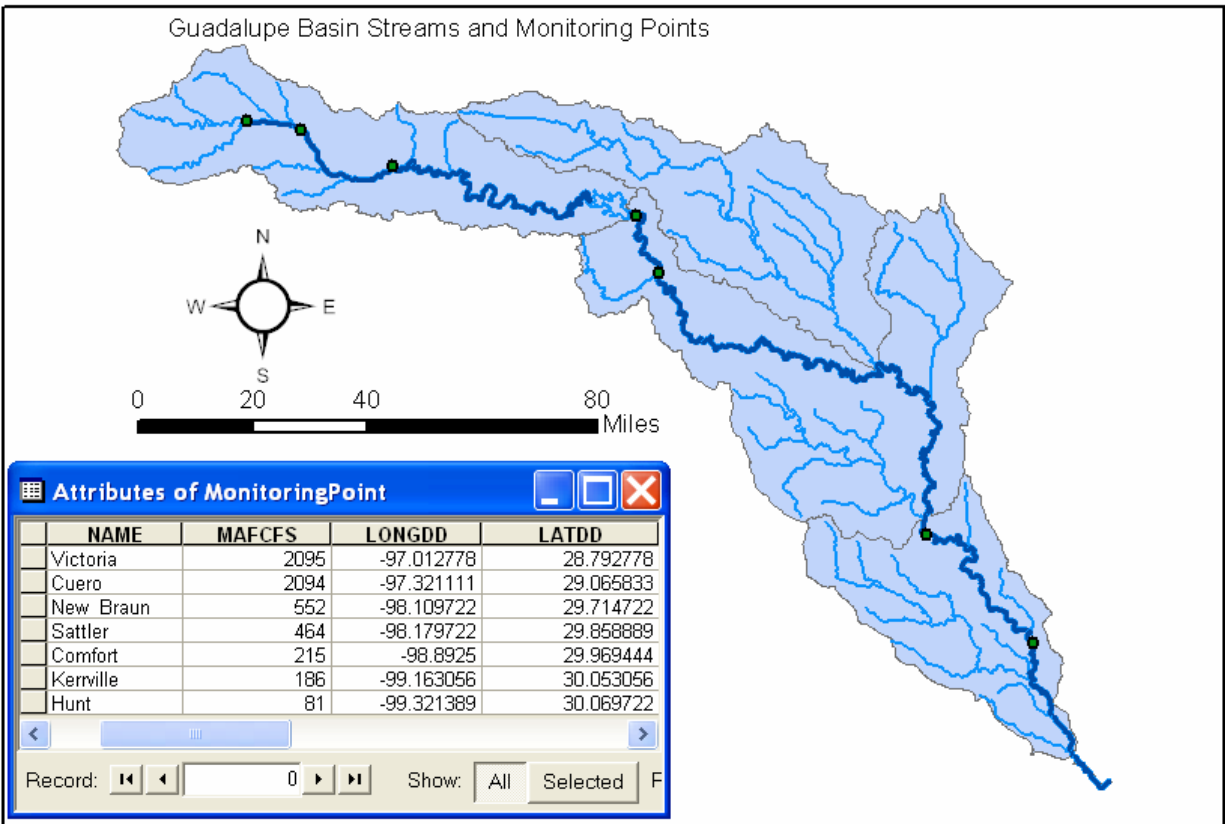 Guadalupe Basin Streams and Monitoring Points
N
W E
S
0 20 40 80
Miles
Attributes of MonitoringPoint
NAME MAFCFS LONGDD LATDD
Victoria 2095 -97.012778 28.792778
Cuero 2094 -97.321111 29.065833
New Braun 552 -98.109722 29.714722
Sattler 464 -98.179722 29.858889
Comfort 215 -98.8925 29.969444
Kerrville 186 -99.163056 30.053056
Hunt 81 -99.321389 30.069722
Record: 0 Show: All Selected F